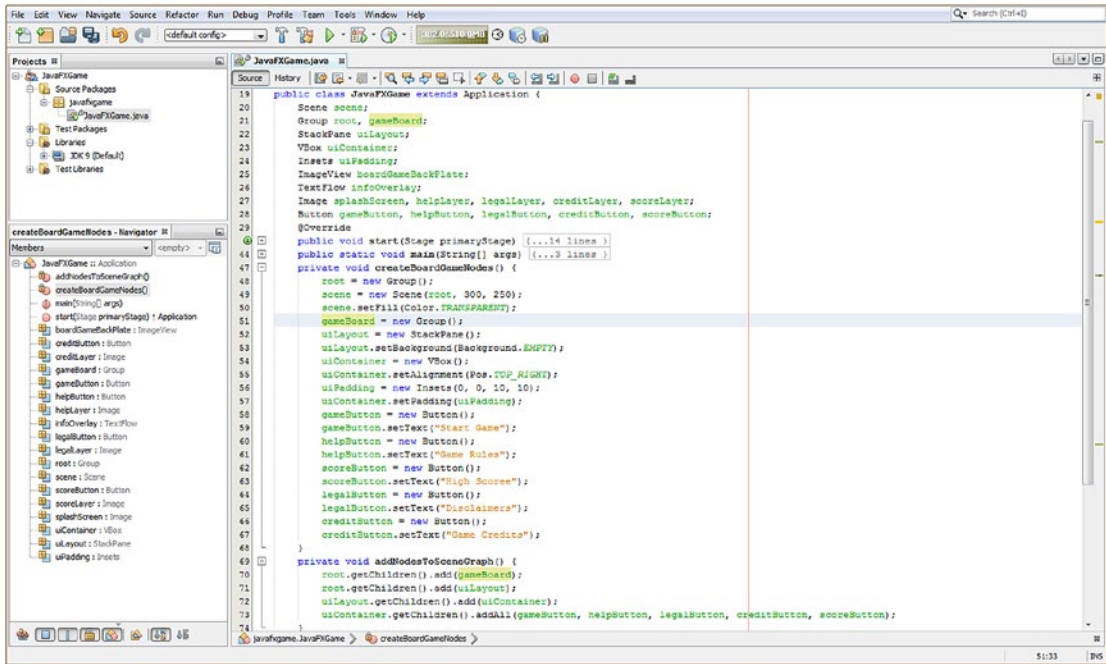 File Edit View Navigate Source Refactor Run Debug Profile Team Tools Window Help
Search (Ctrl+I)
<default config>
Projects
JavaFXGame
Source Packages
javafxgame
JavaFXGame.java
Test Packages
Libraries
JDK 9 (Default)
Test Libraries
createBoardGameNodes - Navigator
Members <empty>
JavaFXGame :: Application
addNodesToSceneGraph()
createBoardGameNodes()
main(String[] args)
start(Stage primaryStage) ↑ Application
boardGameBackPlate : ImageView
creditButton : Button
creditLayer : Image
gameBoard : Group
gameButton : Button
helpButton : Button
helpLayer : Image
infoOverlay : TextFlow
legalButton : Button
legalLayer : Image
root : Group
scene : Scene
scoreButton : Button
scoreLayer : Image
splashScreen : Image
uiContainer : VBox
uiLayout : StackPane
uiPadding : Insets
JavaFXGame.java
Source History
19 public class JavaFXGame extends Application {
20 Scene scene;
21 Group root, gameBoard;
22 StackPane uiLayout;
23 VBox uiContainer;
24 Insets uiPadding;
25 ImageView boardGameBackPlate;
26 TextFlow infoOverlay;
27 Image splashScreen, helpLayer, legalLayer, creditLayer, scoreLayer;
28 Button gameButton, helpButton, legalButton, creditButton, scoreButton;
29 @Override
public void start(Stage primaryStage) {...14 lines }
44 public static void main(String[] args) {...3 lines }
47 private void createBoardGameNodes() {
48 root = new Group();
49 scene = new Scene(root, 300, 250);
50 scene.setFill(Color.TRANSPARENT);
51 gameBoard = new Group();
52 uiLayout = new StackPane();
53 uiLayout.setBackground(Background.EMPTY);
54 uiContainer = new VBox();
55 uiContainer.setAlignment(Pos.TOP_RIGHT);
56 uiPadding = new Insets(0, 0, 10, 10);
57 uiContainer.setPadding(uiPadding);
58 gameButton = new Button();
59 gameButton.setText("Start Game");
60 helpButton = new Button();
61 helpButton.setText("Game Rules");
62 scoreButton = new Button();
63 scoreButton.setText("High Scores");
64 legalButton = new Button();
65 legalButton.setText("Disclaimers");
66 creditButton = new Button();
67 creditButton.setText("Game Credits");
68 }
69 private void addNodesToSceneGraph() {
70 root.getChildren().add(gameBoard);
71 root.getChildren().add(uiLayout);
72 uiLayout.getChildren().add(uiContainer);
73 uiContainer.getChildren().addAll(gameButton, helpButton, legalButton, creditButton, scoreButton);
74 }
javafxgame.JavaFXGame createBoardGameNodes
51:33 INS